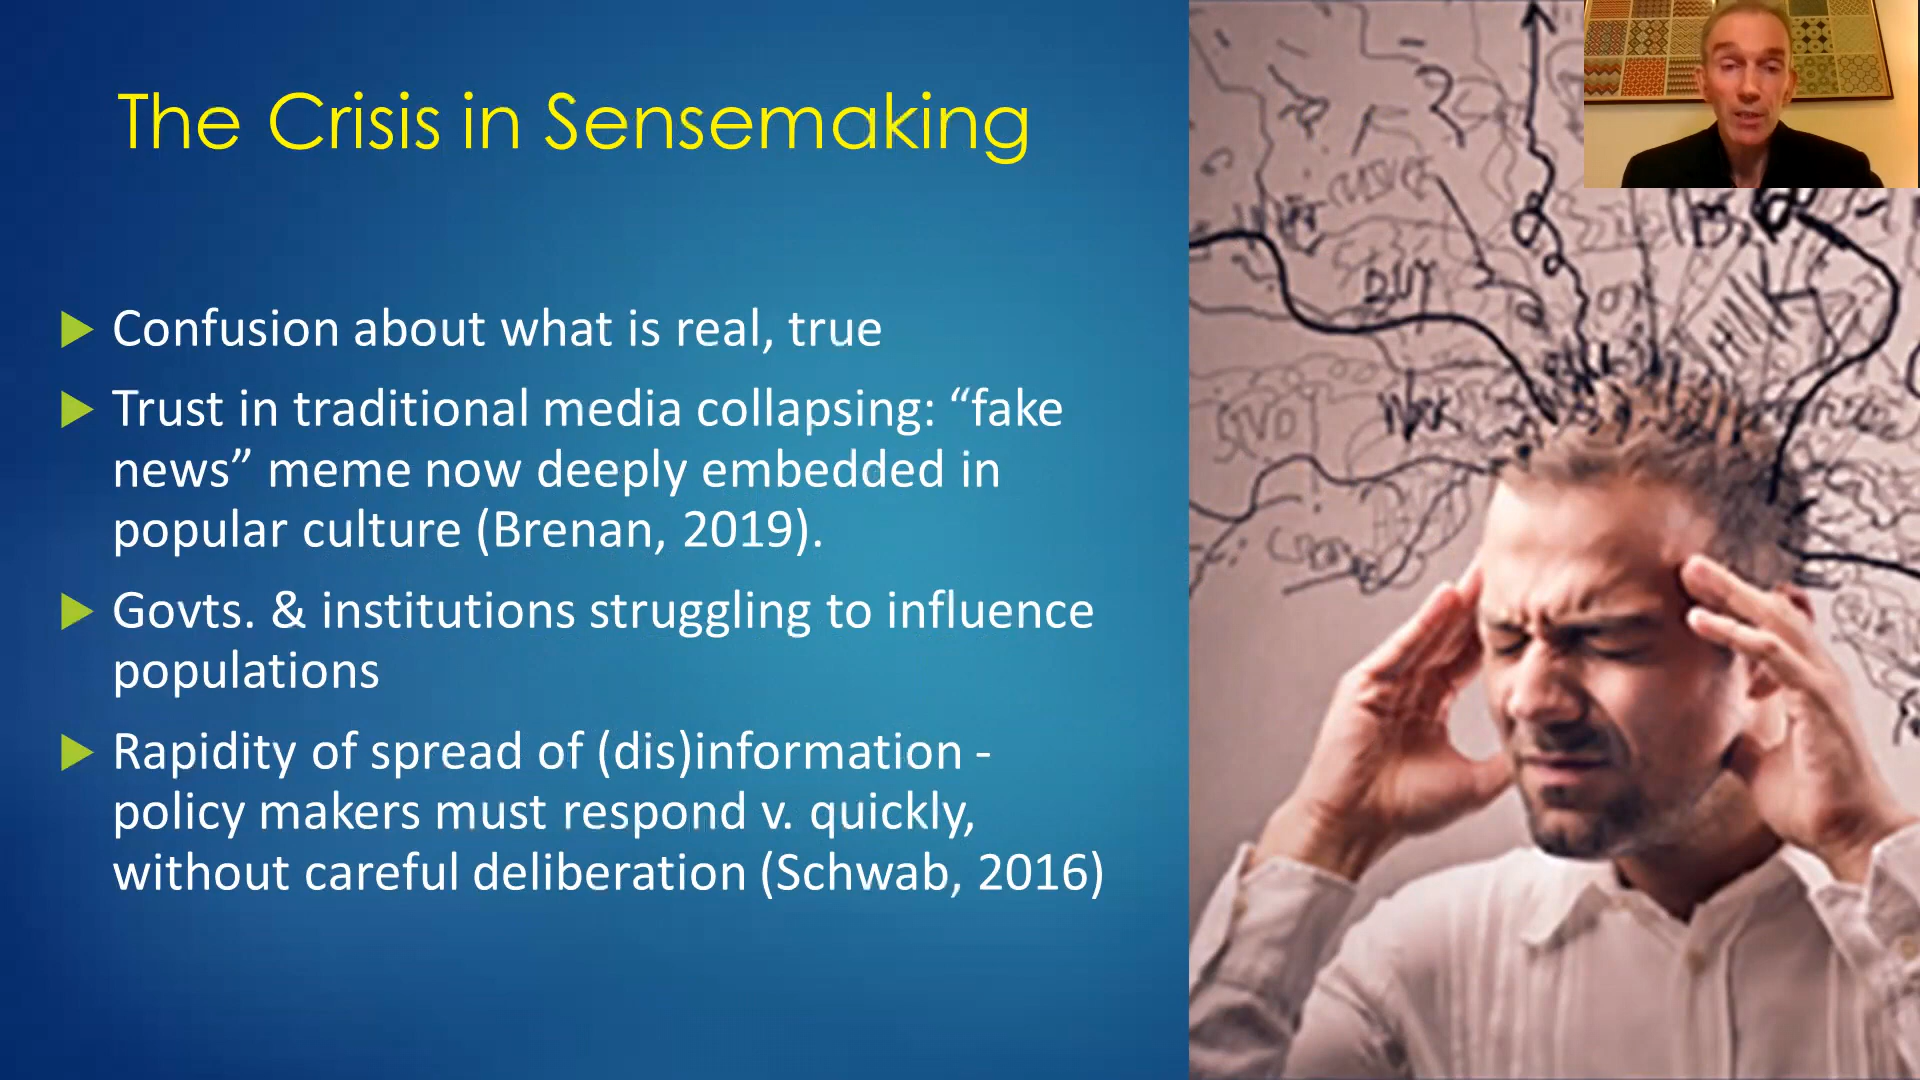 The Crisis in Sensemaking
Confusion about what is real, true
Trust in traditional media collapsing: “fake
news” meme now deeply embedded in
popular culture (Brenan, 2019).
Govts. & institutions struggling to influence
populations
Rapidity of spread of (dis)information -
policy makers must respond v. quickly,
without careful deliberation (Schwab, 2016)
BUY